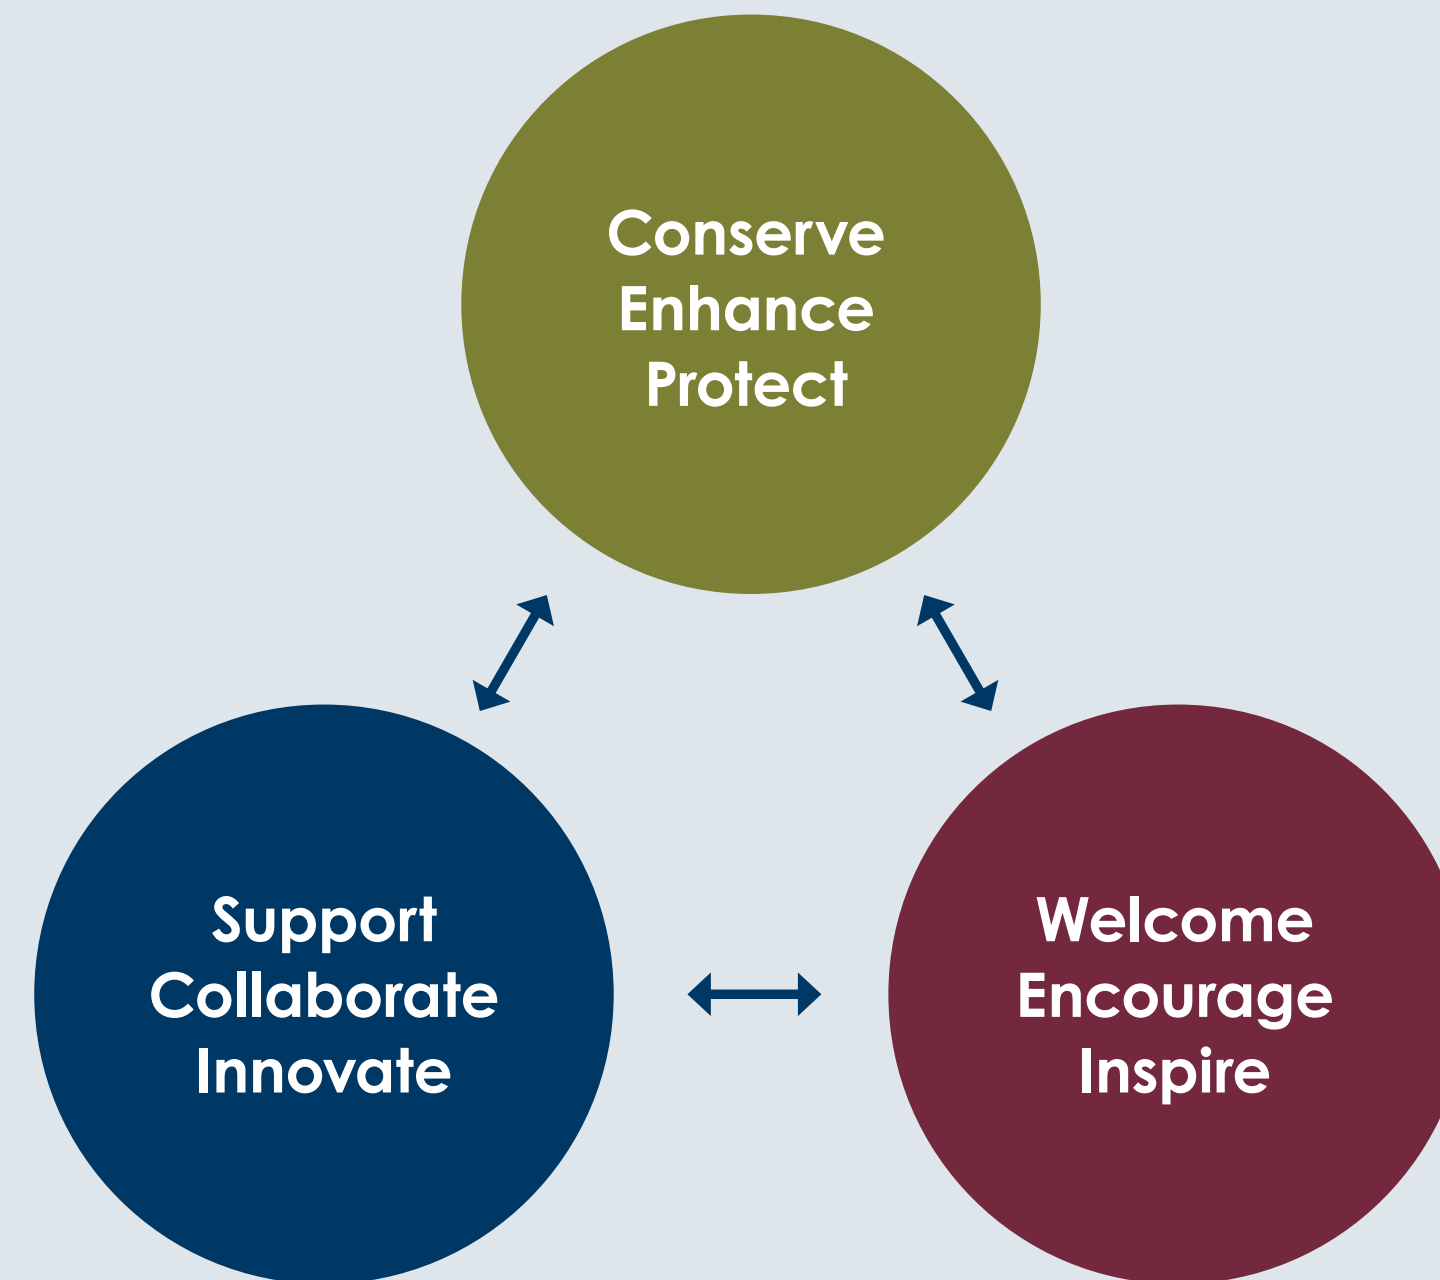 Conserve
Enhance
Protect
Support
Collaborate
Innovate
Welcome
Encourage
Inspire